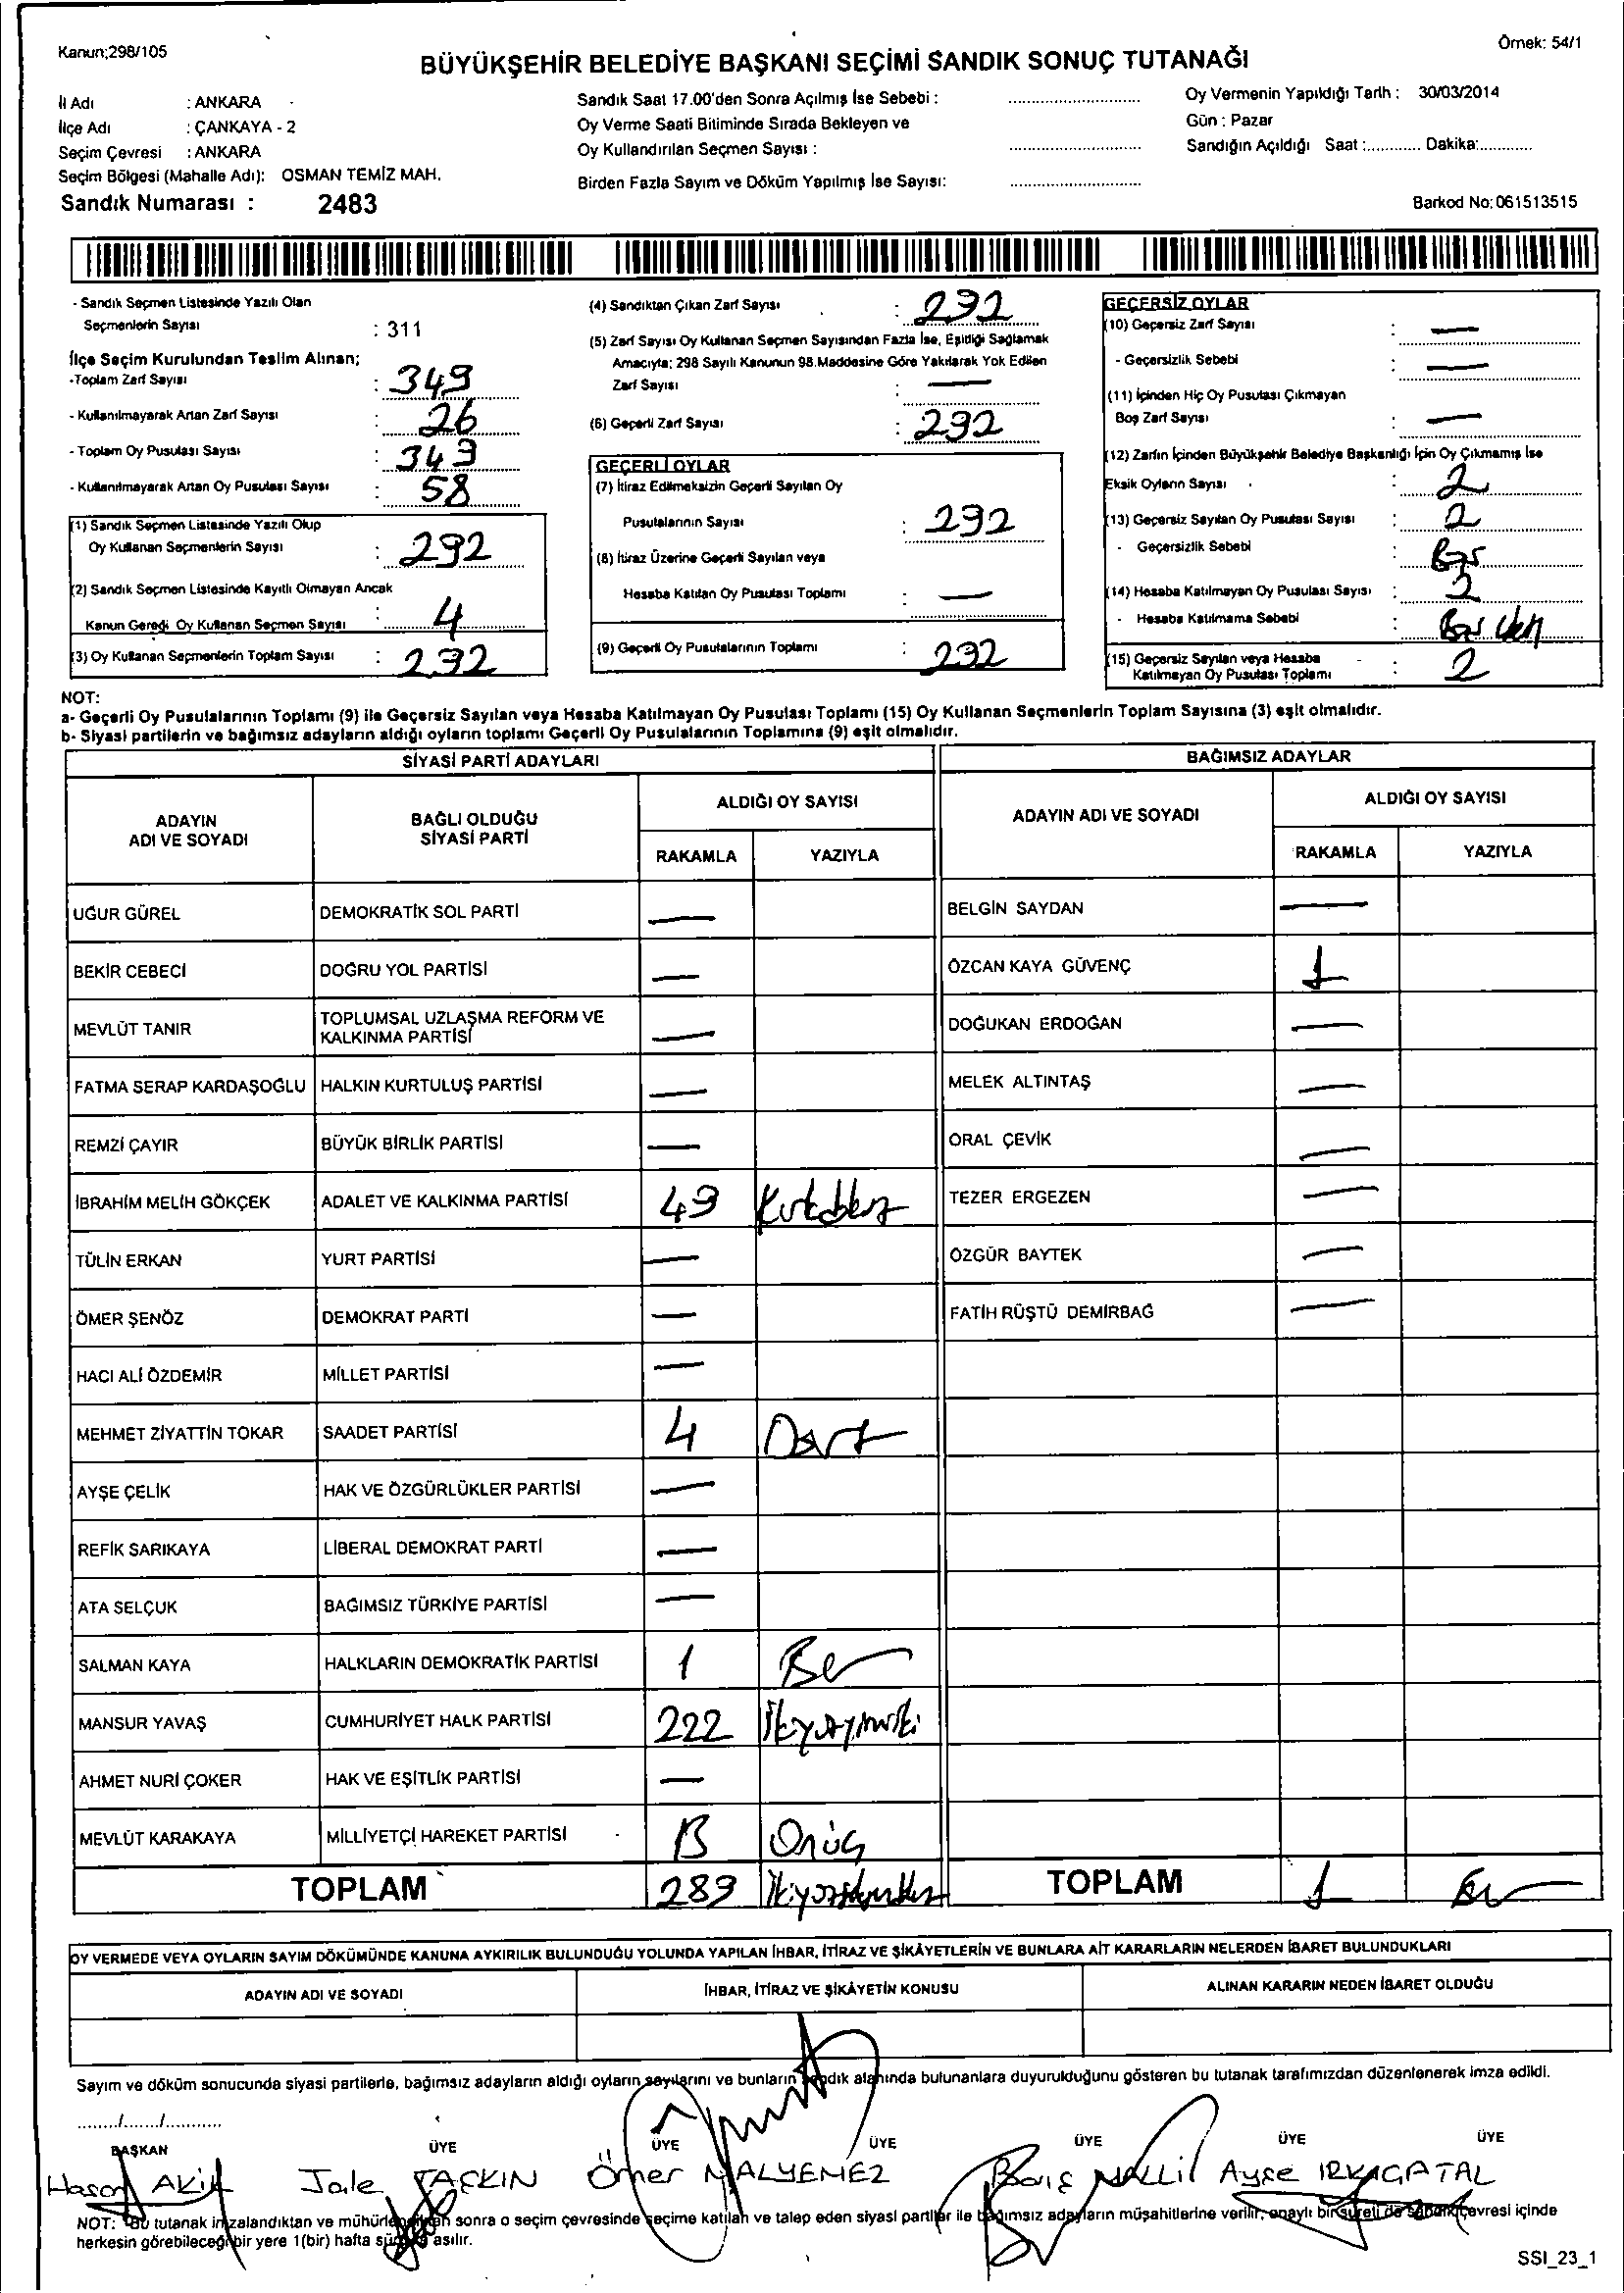 Kanun;298/105
Örnek: 54/1
BÜYÜKŞEHİR BELEDİYE BAŞKANI SEÇİMİ SANDIK SONUÇ TUTANAĞI
İl Adı : ANKARA
İlçe Adı : ÇANKAYA - 2
Seçim Çevresi : ANKARA
Seçim Bölgesi (Mahalle Adı): OSMAN TEMİZ MAH.
Sandık Numarası : 2483
Sandık Saat 17.00'den Sonra Açılmış İse Sebebi :
Oy Verme Saati Bitiminde Sırada Bekleyen ve
Oy Kullandırılan Seçmen Sayısı :
Birden Fazla Sayım ve Döküm Yapılmış İse Sayısı:
Oy Vermenin Yapıldığı Tarih : 30/03/2014
Gün : Pazar
Sandığın Açıldığı Saat :............ Dakika:............
Barkod No: 061513515
- Sandık Seçmen Listesinde Yazılı Olan
Seçmenlerin Sayısı : 311
İlçe Seçim Kurulundan Teslim Alınan;
-Toplam Zarf Sayısı : 349
- Kullanılmayarak Artan Zarf Sayısı : 26
- Toplam Oy Pusulası Sayısı : 349
- Kullanılmayarak Artan Oy Pusulası Sayısı : 58
(1) Sandık Seçmen Listesinde Yazılı Olup
Oy Kullanan Seçmenlerin Sayısı : 292
(2) Sandık Seçmen Listesinde Kayıtlı Olmayan Ancak
Kanun Gereği Oy Kullanan Seçmen Sayısı : 4
(3) Oy Kullanan Seçmenlerin Toplam Sayısı : 292
(4) Sandıktan Çıkan Zarf Sayısı : 292
(5) Zarf Sayısı Oy Kullanan Seçmen Sayısından Fazla İse, Eşitliği Sağlamak
Amacıyla; 298 Sayılı Kanunun 98.Maddesine Göre Yakılarak Yok Edilen
Zarf Sayısı : —
(6) Geçerli Zarf Sayısı : 292
GEÇERLİ OYLAR
(7) İtiraz Edilmeksizin Geçerli Sayılan Oy
Pusulalarının Sayısı : 292
(8) İtiraz Üzerine Geçerli Sayılan veya
Hesaba Katılan Oy Pusulası Toplamı : —
(9) Geçerli Oy Pusulalarının Toplamı : 292
GEÇERSİZ OYLAR
(10) Geçersiz Zarf Sayısı : —
- Geçersizlik Sebebi : —
(11) İçinden Hiç Oy Pusulası Çıkmayan
Boş Zarf Sayısı : —
(12) Zarfın İçinden Büyükşehir Belediye Başkanlığı İçin Oy Çıkmamış İse
Eksik Oyların Sayısı : 2
(13) Geçersiz Sayılan Oy Pusulası Sayısı : 2
- Geçersizlik Sebebi :
(14) Hesaba Katılmayan Oy Pusulası Sayısı : 2
- Hesaba Katılmama Sebebi :
(15) Geçersiz Sayılan veya Hesaba
Katılmayan Oy Pusulası Toplamı : 2
NOT:
a- Geçerli Oy Pusulalarının Toplamı (9) ile Geçersiz Sayılan veya Hesaba Katılmayan Oy Pusulası Toplamı (15) Oy Kullanan Seçmenlerin Toplam Sayısına (3) eşit olmalıdır.
b- Siyasi partilerin ve bağımsız adayların aldığı oyların toplamı Geçerli Oy Pusulalarının Toplamına (9) eşit olmalıdır.
SİYASİ PARTİ ADAYLARI
ADAYIN ADI VE SOYADI BAĞLI OLDUĞU SİYASİ PARTİ ALDIĞI OY SAYISI
RAKAMLA YAZIYLA
UĞUR GÜREL DEMOKRATİK SOL PARTİ —
BEKİR CEBECİ DOĞRU YOL PARTİSİ —
MEVLÜT TANIR TOPLUMSAL UZLAŞMA REFORM VE KALKINMA PARTİSİ —
FATMA SERAP KARDAŞOĞLU HALKIN KURTULUŞ PARTİSİ —
REMZİ ÇAYIR BÜYÜK BİRLİK PARTİSİ —
İBRAHİM MELİH GÖKÇEK ADALET VE KALKINMA PARTİSİ 49
TÜLİN ERKAN YURT PARTİSİ —
ÖMER ŞENÖZ DEMOKRAT PARTİ —
HACI ALİ ÖZDEMİR MİLLET PARTİSİ —
MEHMET ZİYATTİN TOKAR SAADET PARTİSİ 4 Dört
AYŞE ÇELİK HAK VE ÖZGÜRLÜKLER PARTİSİ —
REFİK SARIKAYA LİBERAL DEMOKRAT PARTİ —
ATA SELÇUK BAĞIMSIZ TÜRKİYE PARTİSİ —
SALMAN KAYA HALKLARIN DEMOKRATİK PARTİSİ 1
MANSUR YAVAŞ CUMHURİYET HALK PARTİSİ 222
AHMET NURİ ÇOKER HAK VE EŞİTLİK PARTİSİ —
MEVLÜT KARAKAYA MİLLİYETÇİ HAREKET PARTİSİ 13 Onüç
TOPLAM 289
BAĞIMSIZ ADAYLAR
ADAYIN ADI VE SOYADI ALDIĞI OY SAYISI
RAKAMLA YAZIYLA
BELGİN SAYDAN —
ÖZCAN KAYA GÜVENÇ 1
DOĞUKAN ERDOĞAN —
MELEK ALTINTAŞ —
ORAL ÇEVİK —
TEZER ERGEZEN —
ÖZGÜR BAYTEK —
FATİH RÜŞTÜ DEMİRBAĞ —
TOPLAM 1
OY VERMEDE VEYA OYLARIN SAYIM DÖKÜMÜNDE KANUNA AYKIRILIK BULUNDUĞU YOLUNDA YAPILAN İHBAR, İTİRAZ VE ŞİKÂYETLERİN VE BUNLARA AİT KARARLARIN NELERDEN İBARET BULUNDUKLARI
ADAYIN ADI VE SOYADI İHBAR, İTİRAZ VE ŞİKÂYETİN KONUSU ALINAN KARARIN NEDEN İBARET OLDUĞU
Sayım ve döküm sonucunda siyasi partilerle, bağımsız adayların aldığı oyların sayılarını ve bunların sandık alanında bulunanlara duyurulduğunu gösteren bu tutanak tarafımızdan düzenlenerek imza edildi.
......../......./...........
BAŞKAN ÜYE ÜYE ÜYE ÜYE ÜYE ÜYE
Hasan AKIN Jale TAŞKIN Ömer MALYEMEZ Barış Ayşe IRKAGATAL
NOT: Bu tutanak imzalandıktan ve mühürlendikten sonra o seçim çevresinde seçime katılan ve talep eden siyasi partiler ile bağımsız adayların müşahitlerine verilir, onaylı bir sureti de sandık çevresi içinde
herkesin görebileceği bir yere 1(bir) hafta süreyle asılır.
SSI_23_1